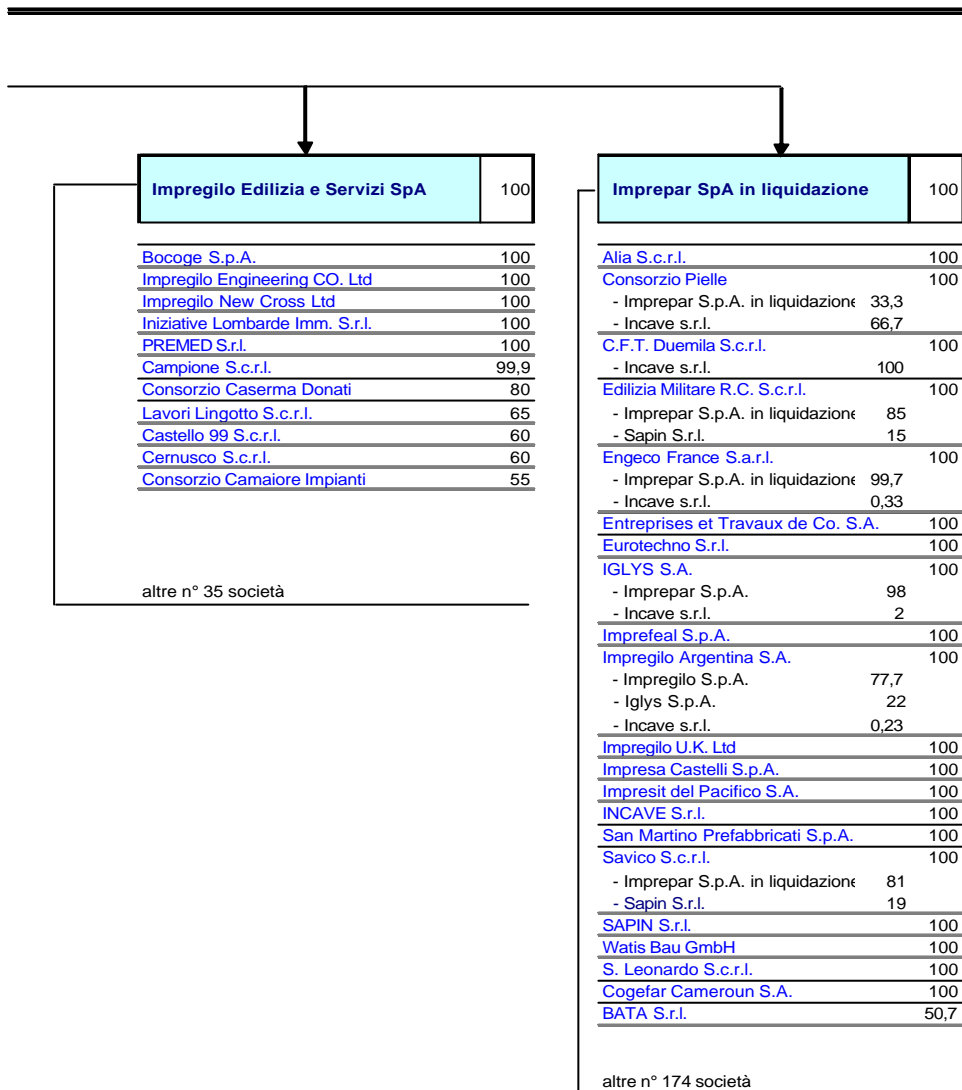 Impregilo Edilizia e Servizi SpA 100
Bocoge S.p.A. 100
Impregilo Engineering CO. Ltd 100
Impregilo New Cross Ltd 100
Iniziative Lombarde Imm. S.r.l. 100
PREMED S.r.l. 100
Campione S.c.r.l. 99,9
Consorzio Caserma Donati 80
Lavori Lingotto S.c.r.l. 65
Castello 99 S.c.r.l. 60
Cernusco S.c.r.l. 60
Consorzio Camaiore Impianti 55
altre n° 35 società
Imprepar SpA in liquidazione 100
Alia S.c.r.l. 100
Consorzio Pielle 100
- Imprepar S.p.A. in liquidazione 33,3
- Incave s.r.l. 66,7
C.F.T. Duemila S.c.r.l. 100
- Incave s.r.l. 100
Edilizia Militare R.C. S.c.r.l. 100
- Imprepar S.p.A. in liquidazione 85
- Sapin S.r.l. 15
Engeco France S.a.r.l. 100
- Imprepar S.p.A. in liquidazione 99,7
- Incave s.r.l. 0,33
Entreprises et Travaux de Co. S.A. 100
Eurotechno S.r.l. 100
IGLYS S.A. 100
- Imprepar S.p.A. 98
- Incave s.r.l. 2
Imprefeal S.p.A. 100
Impregilo Argentina S.A. 100
- Impregilo S.p.A. 77,7
- Iglys S.p.A. 22
- Incave s.r.l. 0,23
Impregilo U.K. Ltd 100
Impresa Castelli S.p.A. 100
Impresit del Pacifico S.A. 100
INCAVE S.r.l. 100
San Martino Prefabbricati S.p.A. 100
Savico S.c.r.l. 100
- Imprepar S.p.A. in liquidazione 81
- Sapin S.r.l. 19
SAPIN S.r.l. 100
Watis Bau GmbH 100
S. Leonardo S.c.r.l. 100
Cogefar Cameroun S.A. 100
BATA S.r.l. 50,7
altre n° 174 società